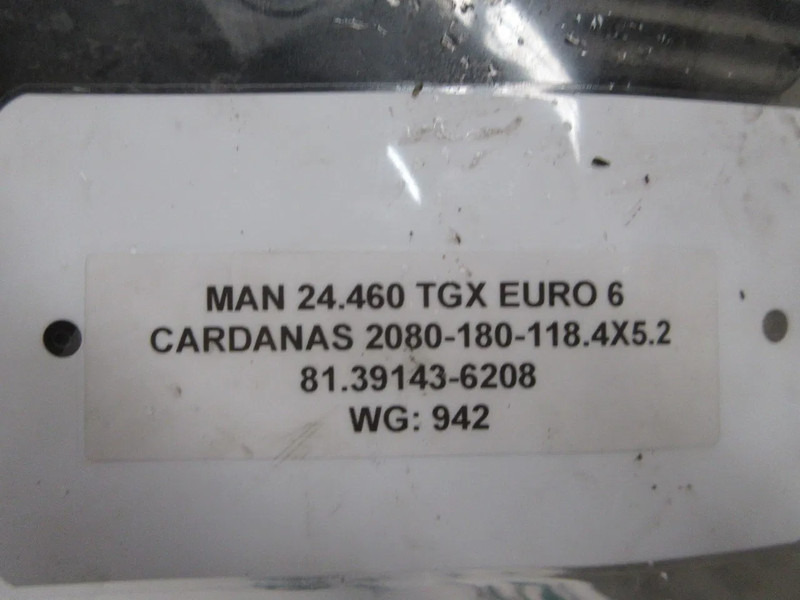 MAN 24.460 TGX EURO 6
CARDANAS 2080-180-118.4X5.2
81.39143-6208
WG: 942